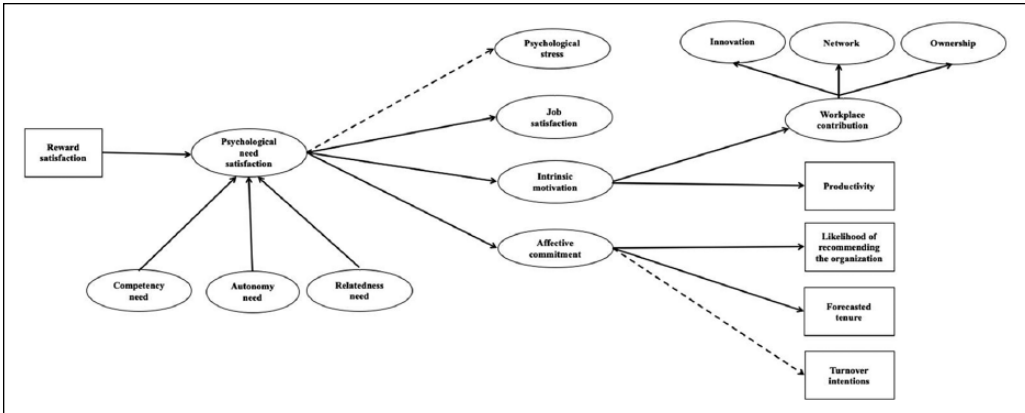 Psychological
stress
Innovation
Network
Ownership
Job
satisfaction
Workplace
contribution
Reward
satisfaction
Psychological
need
satisfaction
Intrinsic
motivation
Productivity
Affective
commitment
Likelihood of
recommending
the organization
Competency
need
Autonomy
need
Relatedness
need
Forecasted
tenure
Turnover
intentions